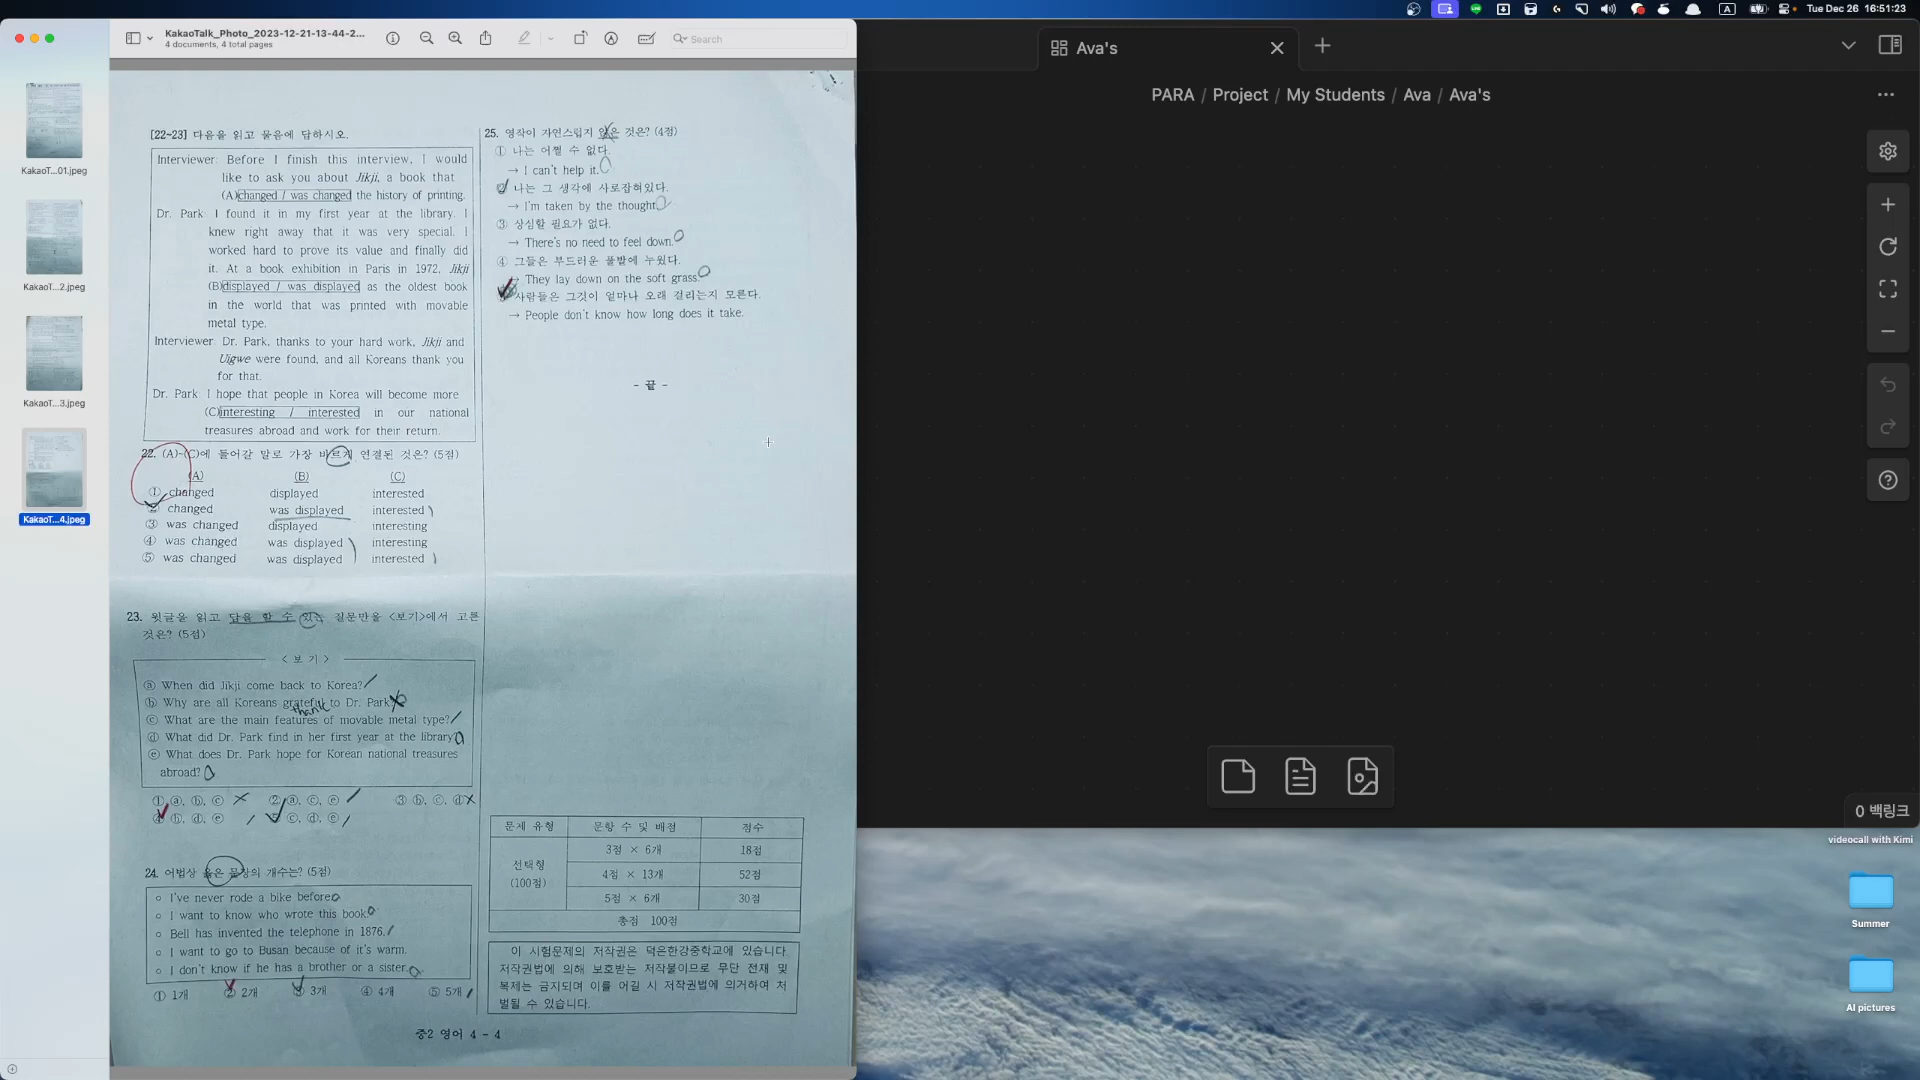 Tue Dec 26 16:51:23
KakaoTalk_Photo_2023-12-21-13-44-2...
4 documents, 4 total pages
Search
KakaoT...01.jpeg
KakaoT...2.jpeg
KakaoT...3.jpeg
KakaoT...4.jpeg
[22~23] 다음을 읽고 물음에 답하시오.
Interviewer: Before I finish this interview, I would
like to ask you about Jikji, a book that
(A)changed / was changed the history of printing.
Dr. Park: I found it in my first year at the library. I
knew right away that it was very special. I
worked hard to prove its value and finally did
it. At a book exhibition in Paris in 1972, Jikji
(B)displayed / was displayed as the oldest book
in the world that was printed with movable
metal type.
Interviewer: Dr. Park, thanks to your hard work, Jikji and
Uigwe were found, and all Koreans thank you
for that.
Dr. Park: I hope that people in Korea will become more
(C)interesting / interested in our national
treasures abroad and work for their return.
22. (A)~(C)에 들어갈 말로 가장 바르게 연결된 것은? (5점)
(A) (B) (C)
① changed displayed interested
② changed was displayed interested
③ was changed displayed interesting
④ was changed was displayed interesting
⑤ was changed was displayed interested
23. 윗글을 읽고 답을 할 수 있는 질문만을 <보기>에서 고른
것은? (5점)
< 보 기 >
ⓐ When did Jikji come back to Korea?
ⓑ Why are all Koreans grateful to Dr. Park?
thank
ⓒ What are the main features of movable metal type?
ⓓ What did Dr. Park find in her first year at the library?
ⓔ What does Dr. Park hope for Korean national treasures
abroad?
① ⓐ, ⓑ, ⓒ ② ⓐ, ⓒ, ⓔ ③ ⓑ, ⓒ, ⓓ
④ ⓑ, ⓓ, ⓔ ⑤ ⓒ, ⓓ, ⓔ
24. 어법상 옳은 문장의 개수는? (5점)
o I've never rode a bike before.
o I want to know who wrote this book.
o Bell has invented the telephone in 1876.
o I want to go to Busan because of it's warm.
o I don't know if he has a brother or a sister.
① 1개 ② 2개 ③ 3개 ④ 4개 ⑤ 5개
25. 영작이 자연스럽지 않은 것은? (4점)
① 나는 어쩔 수 없다.
→ I can't help it.
② 나는 그 생각에 사로잡혀있다.
→ I'm taken by the thought.
③ 상심할 필요가 없다.
→ There's no need to feel down.
④ 그들은 부드러운 풀밭에 누웠다.
→ They lay down on the soft grass.
사람들은 그것이 얼마나 오래 걸리는지 모른다.
→ People don't know how long does it take.
- 끝 -
문제 유형 문항 수 및 배점 점수
선택형
(100점)
3점 × 6개 18점
4점 × 13개 52점
5점 × 6개 30점
총점 100점
이 시험문제의 저작권은 덕은한강중학교에 있습니다.
저작권법에 의해 보호받는 저작물이므로 무단 전재 및
복제는 금지되며 이를 어길 시 저작권법에 의거하여 처
벌될 수 있습니다.
중2 영어 4 - 4
Ava's
PARA / Project / My Students / Ava / Ava's
0 백링크
videocall with Kimi
Summer
AI pictures